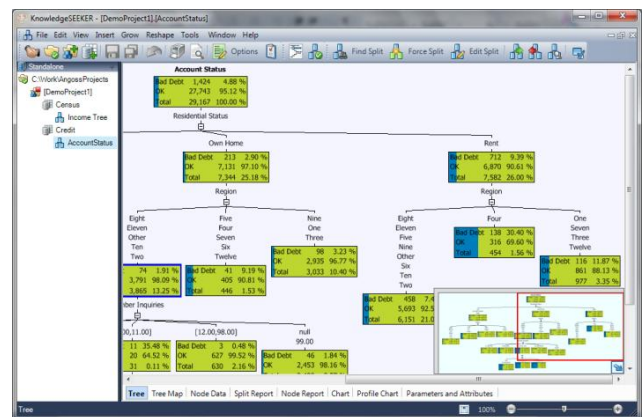 KnowledgeSEEKER - [DemoProject1].[AccountStatus]
File Edit View Insert Grow Reshape Tools Window Help
Options Find Split Force Split Edit Split
Standalone
C:\Work\AngossProjects
[DemoProject1]
Census
Income Tree
Credit
AccountStatus
Account Status
Bad Debt 1,424 4.88 %
OK 27,743 95.12 %
Total 29,167 100.00 %
Residential Status
Own Home Rent
Bad Debt 213 2.90 % Bad Debt 712 9.39 %
OK 7,131 97.10 % OK 6,870 90.61 %
Total 7,344 25.18 % Total 7,582 26.00 %
Region Region
Eight Five Nine Eight Four One
Eleven Four One Eleven Seven
Other Seven Three Five Twelve
Ten Six Nine
Two Twelve Other
Six
Ten
Two
Bad Debt 98 3.23 %
OK 2,935 96.77 %
Total 3,033 10.40 %
Bad Debt 138 30.40 %
OK 316 69.60 %
Total 454 1.56 %
74 1.91 % Bad Debt 41 9.19 %
3,791 98.09 % OK 405 90.81 %
3,865 13.25 % Total 446 1.53 %
Bad Debt 116 11.87 %
OK 861 88.13 %
Total 977 3.35 %
Bad Debt 458 7.4
OK 5,693 92.5
Total 6,151 21.0
ber Inquiries
00,11.00] [12.00,98.00] null
99.00
11 35.48 % Bad Debt 3 0.48 %
20 64.52 % OK 627 99.52 %
31 0.11 % Total 630 2.16 %
Bad Debt 46 1.84 %
OK 2,453 98.16 %
Tree Tree Map Node Data Split Report Node Report Chart Profile Chart Parameters and Attributes
Tree 100%